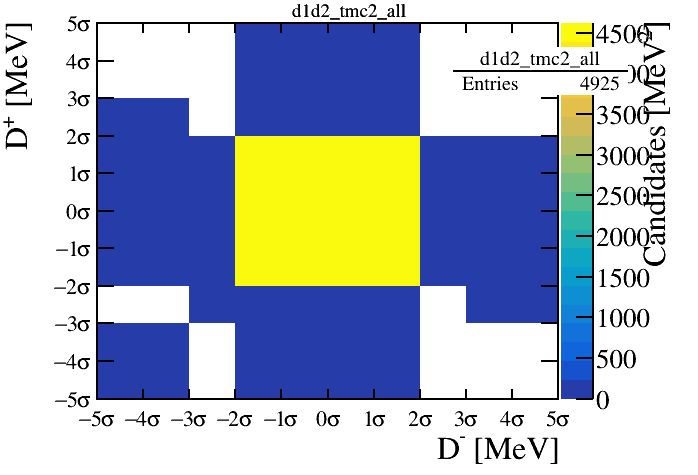 d1d2_tmc2_all
D⁺ [MeV]
5σ
4σ
3σ
2σ
1σ
0σ
−1σ
−2σ
−3σ
−4σ
−5σ
−5σ −4σ −3σ −2σ −1σ 0σ 1σ 2σ 3σ 4σ 5σ
D⁻ [MeV]
d1d2_tmc2_all
Entries 4925
4500
3500
3000
2500
2000
1500
1000
500
0
Candidates [MeV²